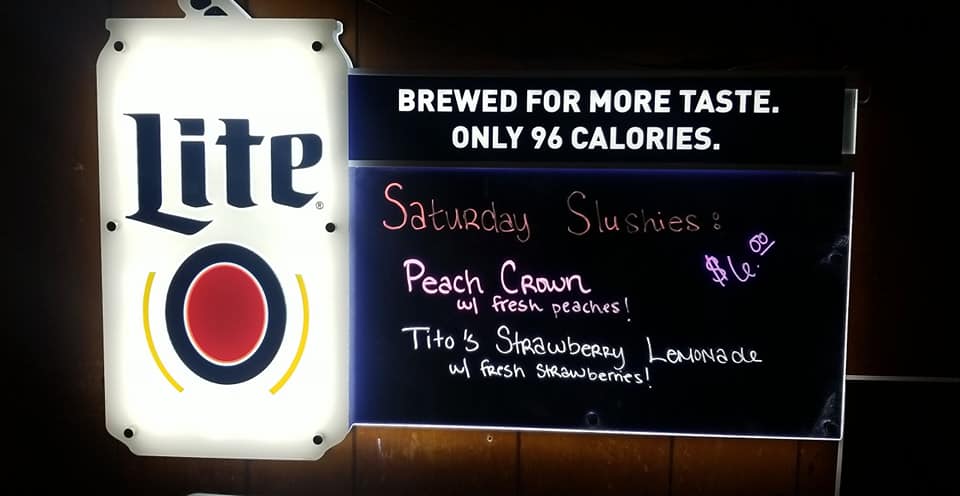 Lite®
BREWED FOR MORE TASTE.
ONLY 96 CALORIES.
Saturday Slushies:
$6.00
Peach Crown
w/ fresh peaches!
Tito's Strawberry Lemonade
w/ fresh strawberries!